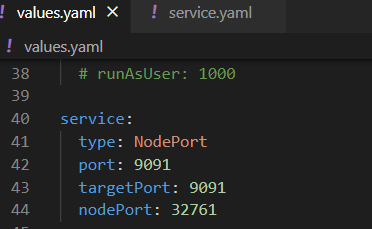 ! values.yaml × ! service.yaml
! values.yaml
38 # runAsUser: 1000
39
40 service:
41 type: NodePort
42 port: 9091
43 targetPort: 9091
44 nodePort: 32761